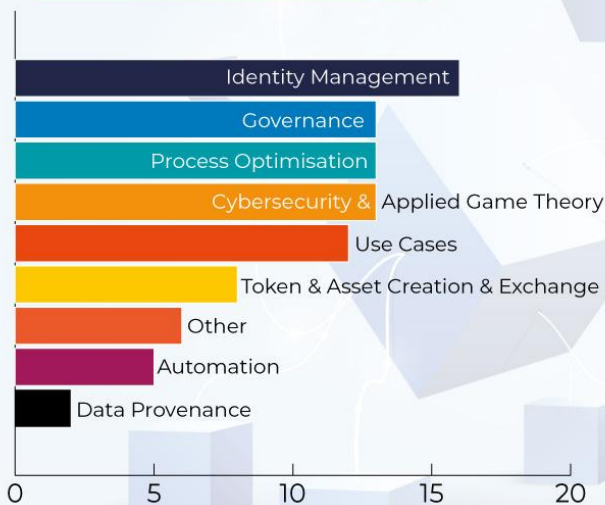 Identity Management
Governance
Process Optimisation
Cybersecurity & Applied Game Theory
Use Cases
Token & Asset Creation & Exchange
Other
Automation
Data Provenance
0 5 10 15 20